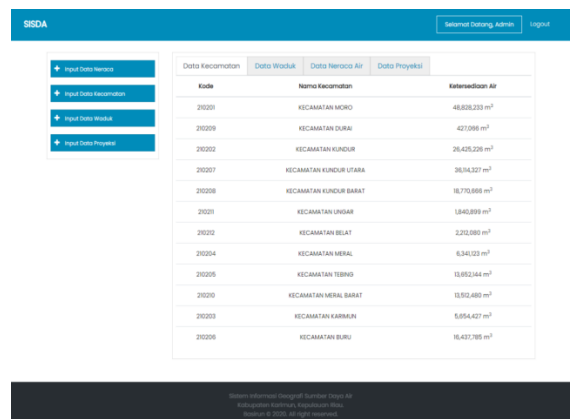 SISDA
Selamat Datang, Admin
Logout
+ Input Data Neraca
+ Input Data Kecamatan
+ Input Data Waduk
+ Input Data Proyeksi
Data Kecamatan Data Waduk Data Neraca Air Data Proyeksi
Kode Nama Kecamatan Ketersediaan Air
210201 KECAMATAN MORO 48,828,233 m³
210209 KECAMATAN DURAI 427,066 m³
210202 KECAMATAN KUNDUR 26,425,226 m³
210207 KECAMATAN KUNDUR UTARA 36,114,327 m³
210208 KECAMATAN KUNDUR BARAT 18,770,666 m³
210211 KECAMATAN UNGAR 1,840,899 m³
210212 KECAMATAN BELAT 2,212,080 m³
210204 KECAMATAN MERAL 6,341,123 m³
210205 KECAMATAN TEBING 13,652,144 m³
210210 KECAMATAN MERAL BARAT 13,512,480 m³
210203 KECAMATAN KARIMUN 5,654,427 m³
210206 KECAMATAN BURU 16,437,785 m³
Sistem Informasi Geografi Sumber Daya Air
Kabupaten Karimun, Kepulauan Riau.
© 2020. All right reserved.